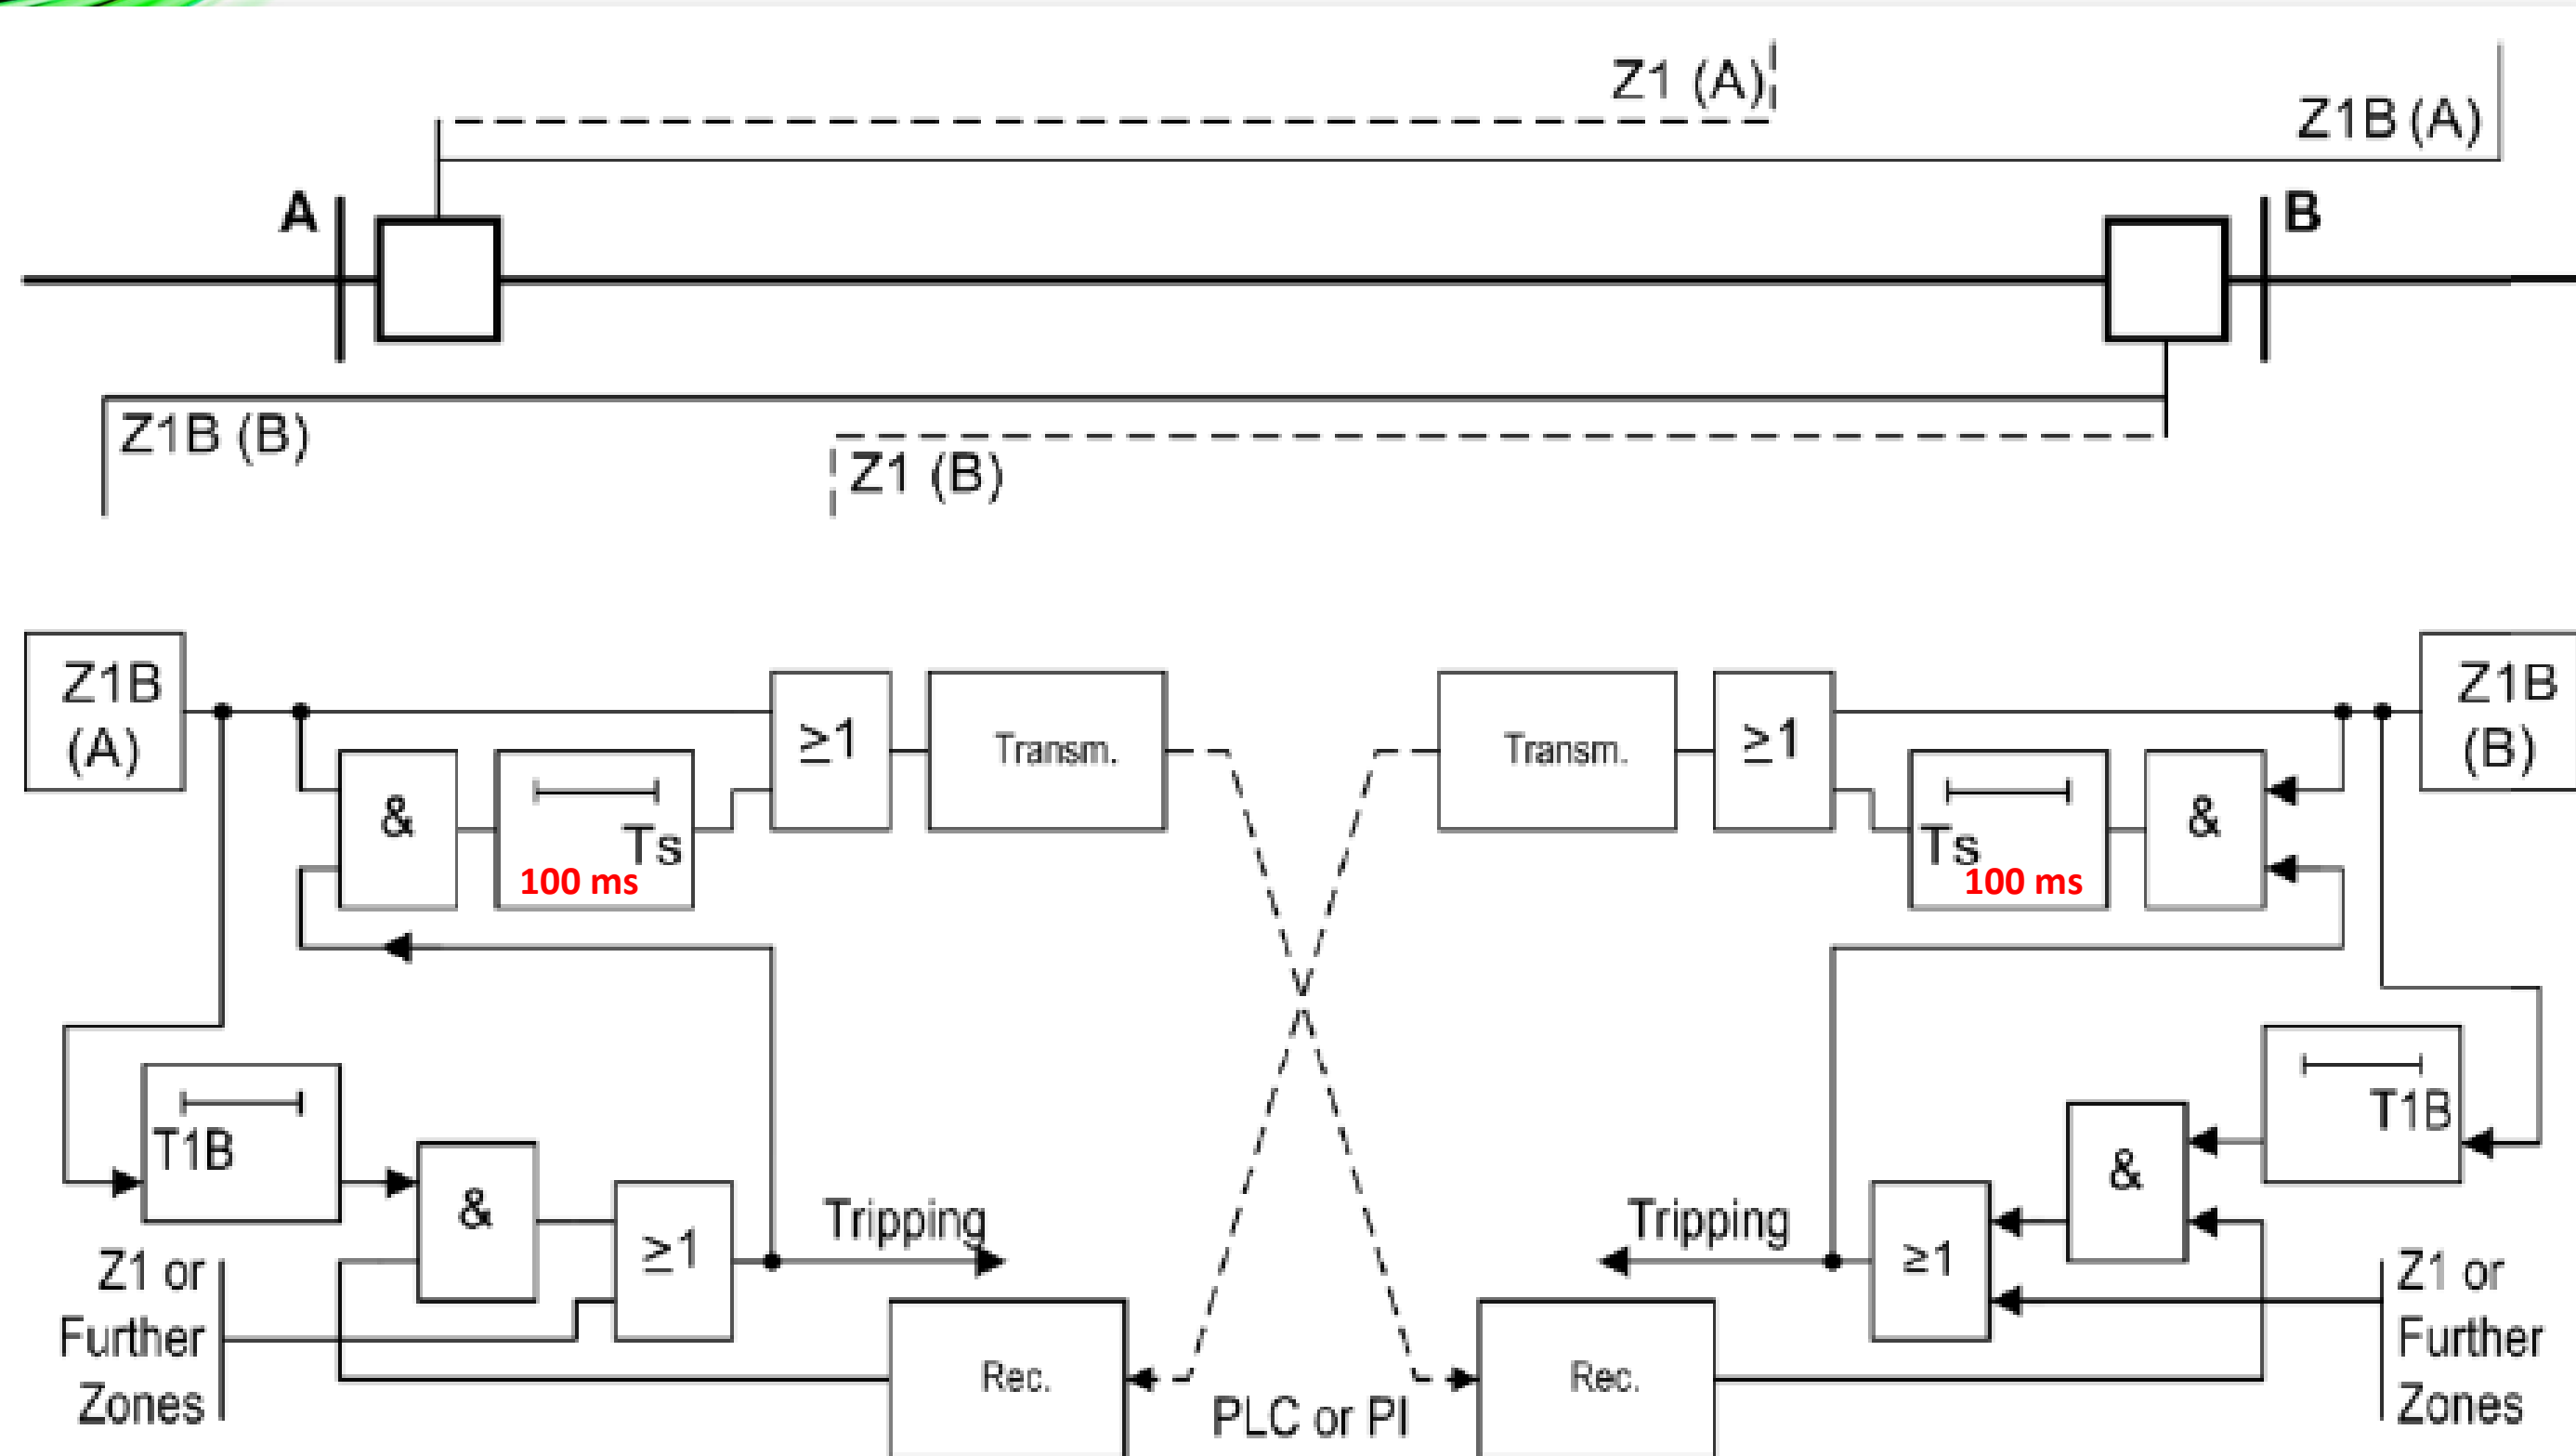 Z1 (A)
Z1B (A)
A
B
Z1B (B)
Z1 (B)
Z1B
(A)
≥1
Transm.
Transm.
≥1
Z1B
(B)
&
Ts
100 ms
Ts
100 ms
&
T1B
T1B
&
&
Tripping
Tripping
≥1
≥1
Z1 or
Further
Zones
Z1 or
Further
Zones
Rec.
Rec.
PLC or PI